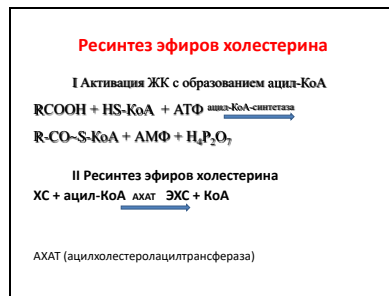 Ресинтез эфиров холестерина
I Активация ЖК с образованием ацил-КоА
RCOOH + HS-КоА + АТФ ацил-КоА-синтетаза
R-CO~S-КоА + АМФ + H₄P₂O₇
II Ресинтез эфиров холестерина
ХС + ацил-КоА АХАТ ЭХС + КоА
АХАТ (ацилхолестеролацилтрансфераза)